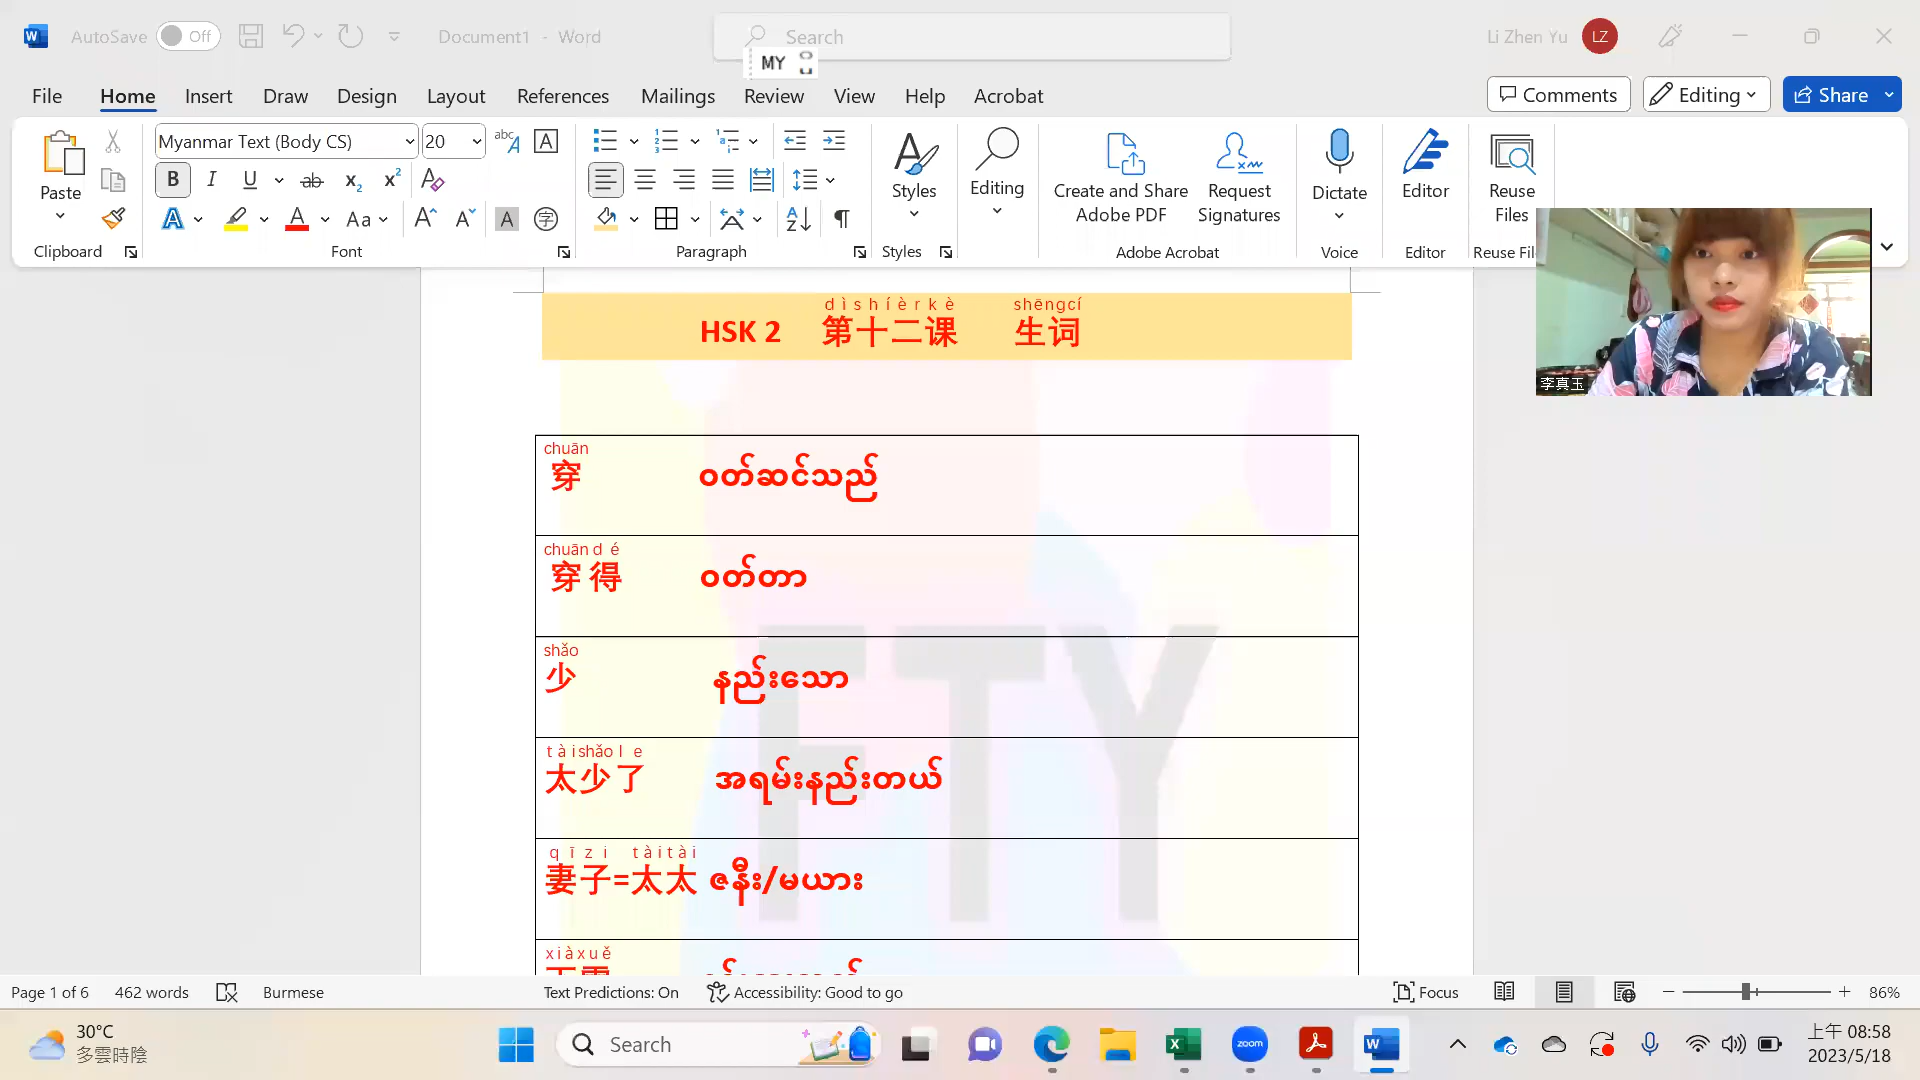 AutoSave Off Document1 - Word Search Li Zhen Yu LZ
MY
File Home Insert Draw Design Layout References Mailings Review View Help Acrobat Comments Editing Share
Myanmar Text (Body CS) 20
Paste Styles Editing Create and Share Adobe PDF Request Signatures Dictate Editor Reuse Files
Clipboard Font Paragraph Styles Adobe Acrobat Voice Editor Reuse Fil
dìshíèrkè shēngcí
HSK 2 第十二课 生词
李真玉
chuān
穿 ဝတ်ဆင်သည်
chuān dé
穿得 ဝတ်တာ
shǎo
少 နည်းသော
tàishǎole
太少了 အရမ်းနည်းတယ်
qīzi tàitài
妻子=太太 ဇနီး/မယား
xiàxuě
FTY
Page 1 of 6 462 words Burmese Text Predictions: On Accessibility: Good to go Focus 86%
30°C
多雲時陰
Search
zoom
上午 08:58
2023/5/18